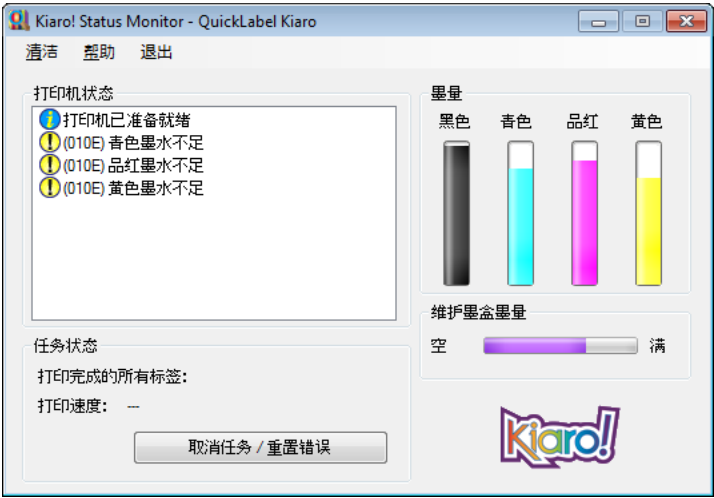 Kiaro! Status Monitor - QuickLabel Kiaro
清洁 帮助 退出
打印机状态
打印机已准备就绪
(010E) 青色墨水不足
(010E) 品红墨水不足
(010E) 黄色墨水不足
墨量
黑色 青色 品红 黄色
维护墨盒墨量
空 满
任务状态
打印完成的所有标签:
打印速度: ---
取消任务 / 重置错误
Kiaro!